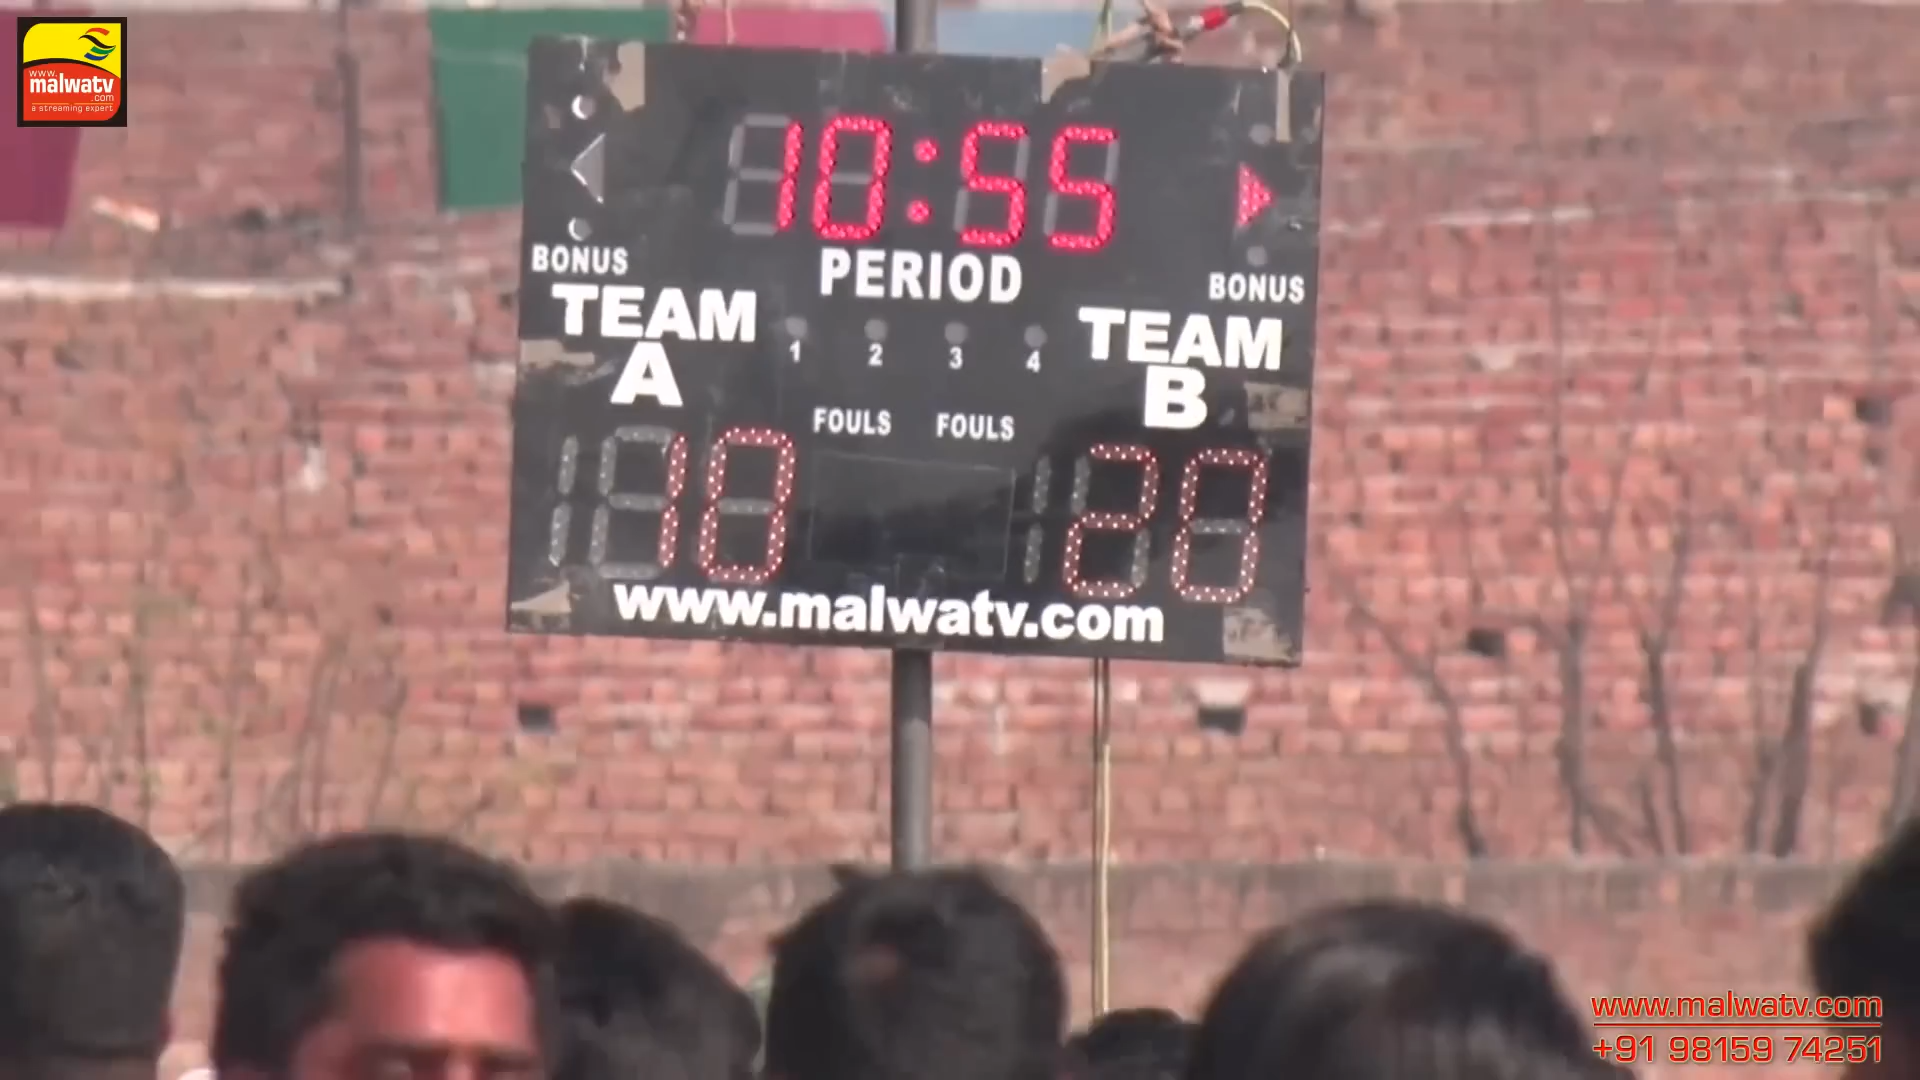 www.
malwatv
.com
a streaming expert
10:55
PERIOD
BONUS
BONUS
TEAM
A
TEAM
B
1 2 3 4
FOULS FOULS
10
20
www.malwatv.com
www.malwatv.com
+91 98159 74251